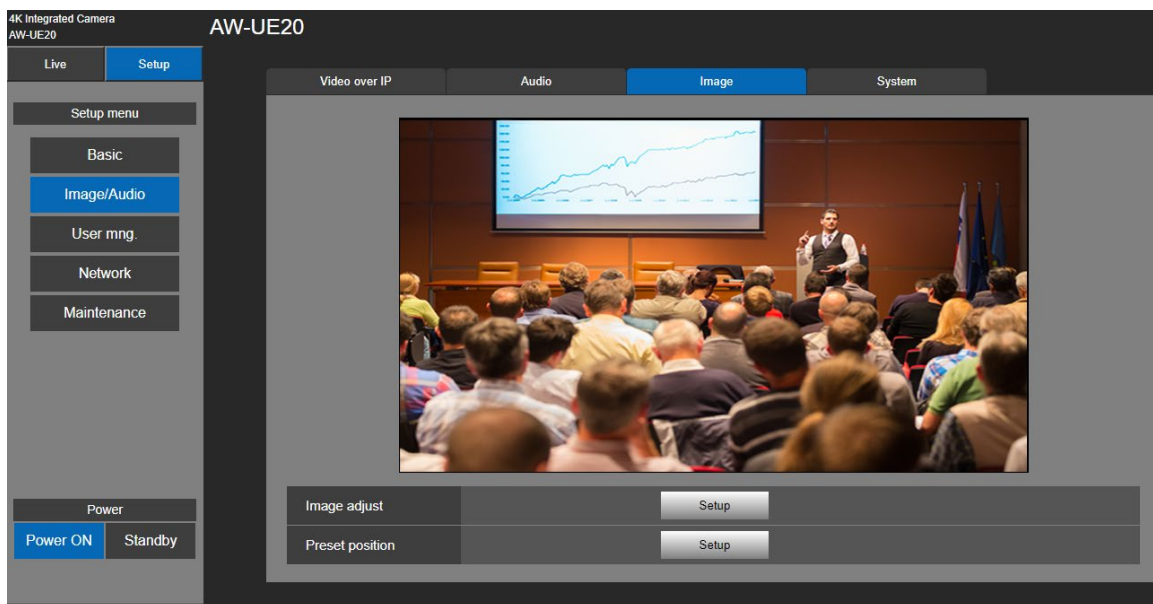 4K Integrated Camera
AW-UE20
AW-UE20
Live
Setup
Video over IP
Audio
Image
System
Setup menu
Basic
Image/Audio
User mng.
Network
Maintenance
Image adjust
Setup
Preset position
Setup
Power
Power ON
Standby